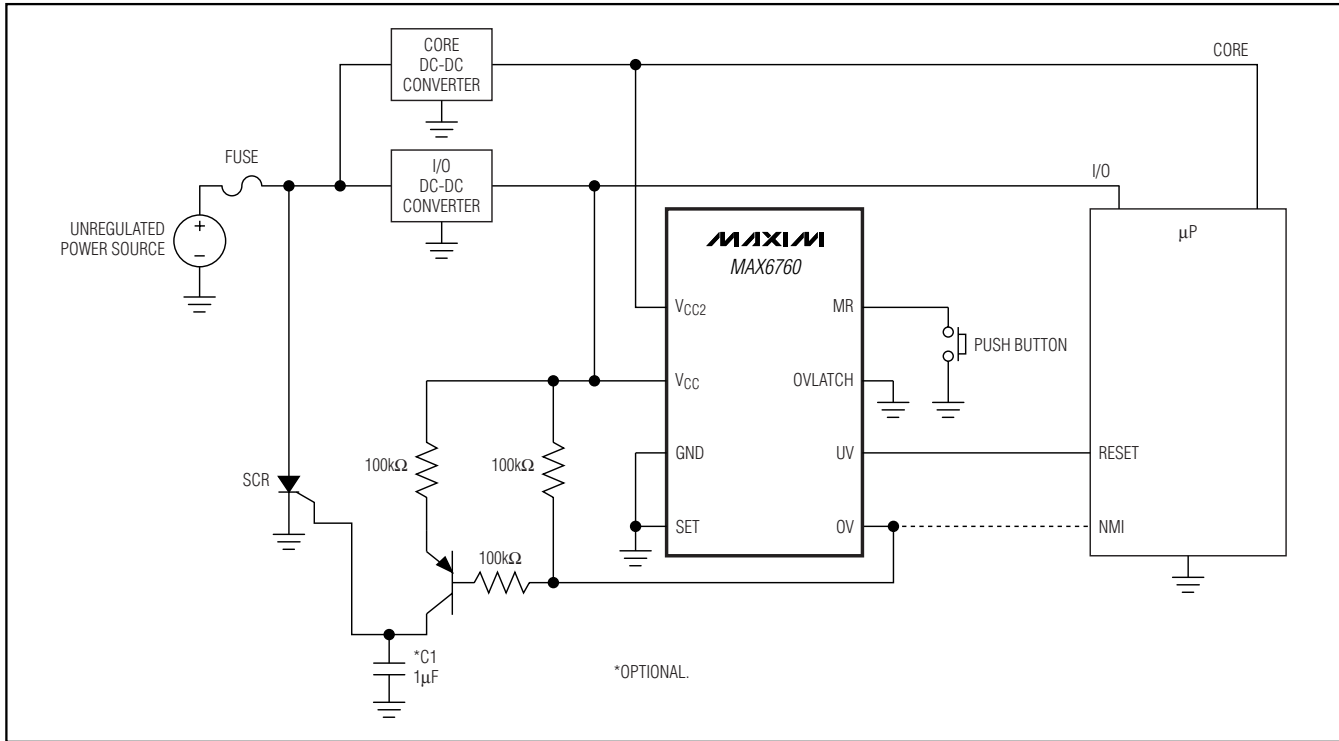 CORE
DC-DC
CONVERTER
CORE
FUSE
I/O
DC-DC
CONVERTER
I/O
UNREGULATED
POWER SOURCE
+
−
MAXIM
MAX6760
µP
VCC2
MR
PUSH BUTTON
VCC
OVLATCH
100kΩ
100kΩ
GND
UV
RESET
SCR
SET
OV
NMI
100kΩ
*C1
1µF
*OPTIONAL.